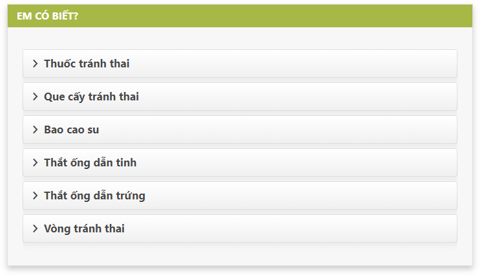 EM CÓ BIẾT?
Thuốc tránh thai
Que cấy tránh thai
Bao cao su
Thắt ống dẫn tinh
Thắt ống dẫn trứng
Vòng tránh thai